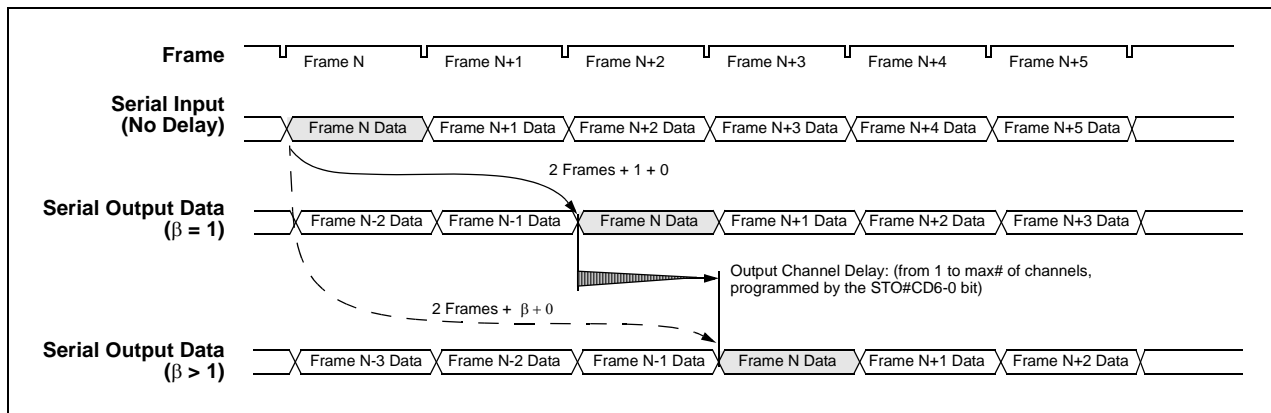 Frame
Frame N
Frame N+1
Frame N+2
Frame N+3
Frame N+4
Frame N+5
Serial Input
(No Delay)
Frame N Data
Frame N+1 Data
Frame N+2 Data
Frame N+3 Data
Frame N+4 Data
Frame N+5 Data
2 Frames + 1 + 0
Serial Output Data
(β = 1)
Frame N-2 Data
Frame N-1 Data
Frame N Data
Frame N+1 Data
Frame N+2 Data
Frame N+3 Data
Output Channel Delay: (from 1 to max# of channels,
programmed by the STO#CD6-0 bit)
2 Frames + β + 0
Serial Output Data
(β > 1)
Frame N-3 Data
Frame N-2 Data
Frame N-1 Data
Frame N Data
Frame N+1 Data
Frame N+2 Data